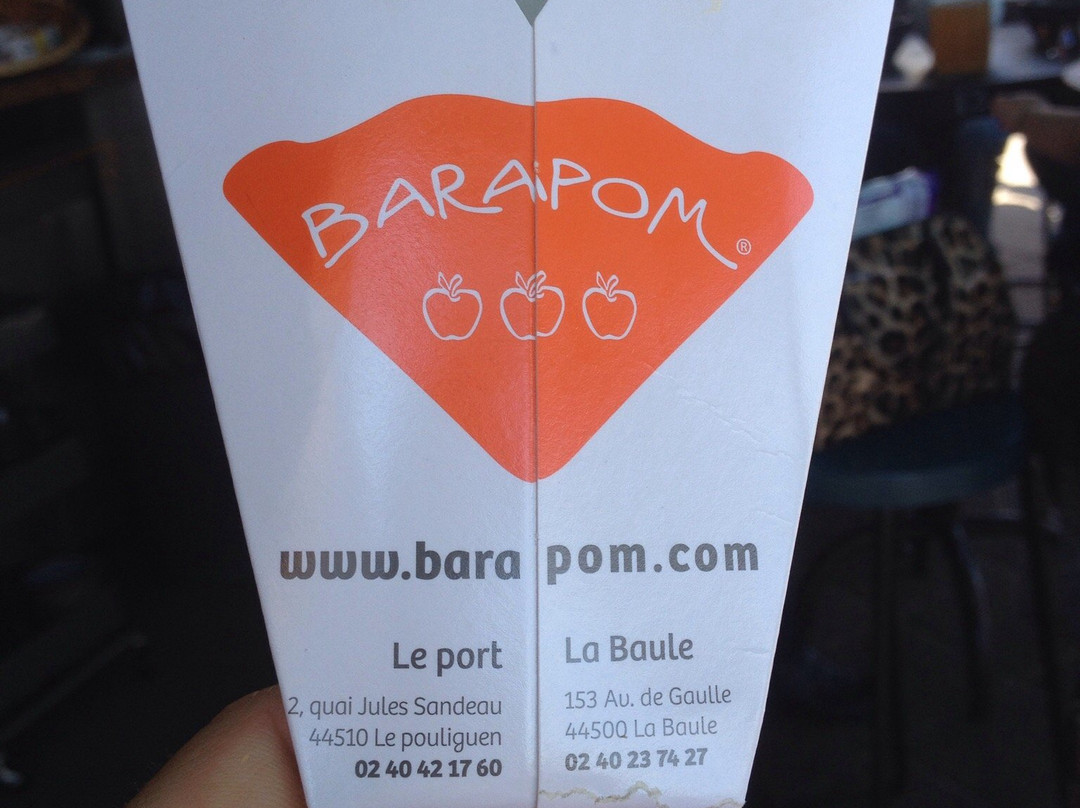 BARAPOM®
www.barapom.com
Le port
2, quai Jules Sandeau
44510 Le pouliguen
02 40 42 17 60
La Baule
153 Av. de Gaulle
44500 La Baule
02 40 23 74 27